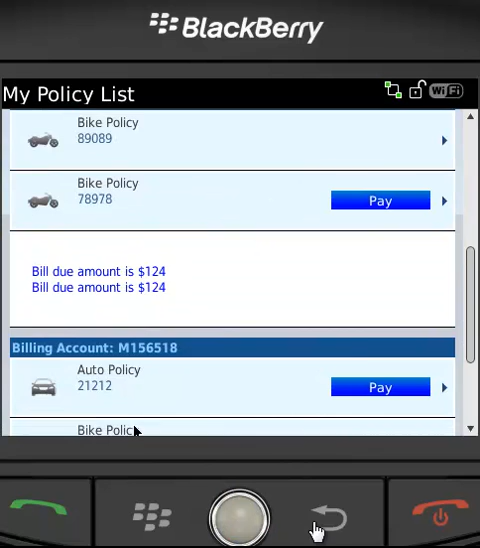 BlackBerry
My Policy List
WiFi
Bike Policy
89089
Bike Policy
78978
Pay
Bill due amount is $124
Bill due amount is $124
Billing Account: M156518
Auto Policy
21212
Pay
Bike Policy